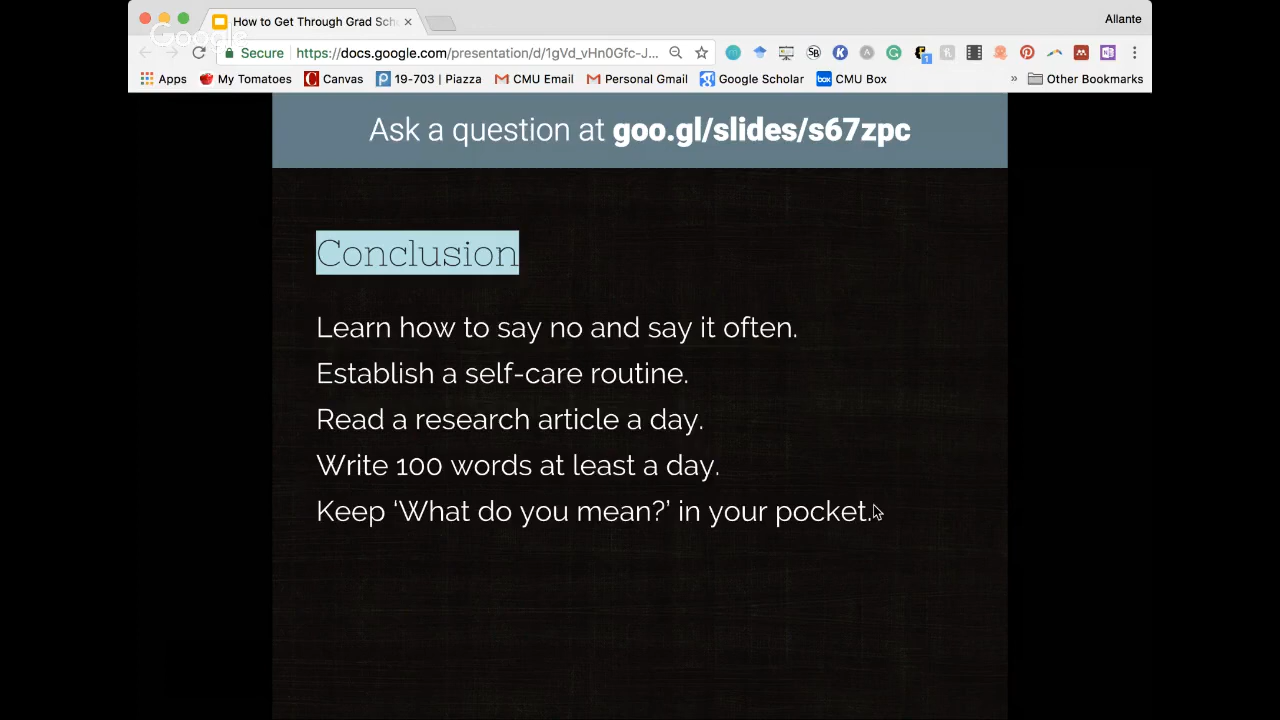 How to Get Through Grad Scho
Allante
Google
Secure
https://docs.google.com/presentation/d/1gVd_vHn0Gfc-J...
Apps
My Tomatoes
Canvas
19-703 | Piazza
CMU Email
Personal Gmail
Google Scholar
CMU Box
»
Other Bookmarks
Ask a question at goo.gl/slides/s67zpc
Conclusion
Learn how to say no and say it often.
Establish a self-care routine.
Read a research article a day.
Write 100 words at least a day.
Keep ‘What do you mean?’ in your pocket.